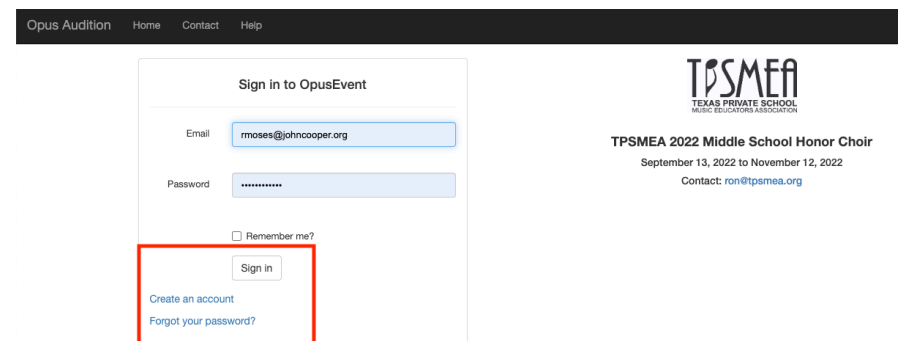 Opus Audition Home Contact Help
Sign in to OpusEvent
Email rmoses@johncooper.org
Password ••••••••••••
Remember me?
Sign in
Create an account
Forgot your password?
TPSMEA
TEXAS PRIVATE SCHOOL
MUSIC EDUCATORS ASSOCIATION
TPSMEA 2022 Middle School Honor Choir
September 13, 2022 to November 12, 2022
Contact: ron@tpsmea.org